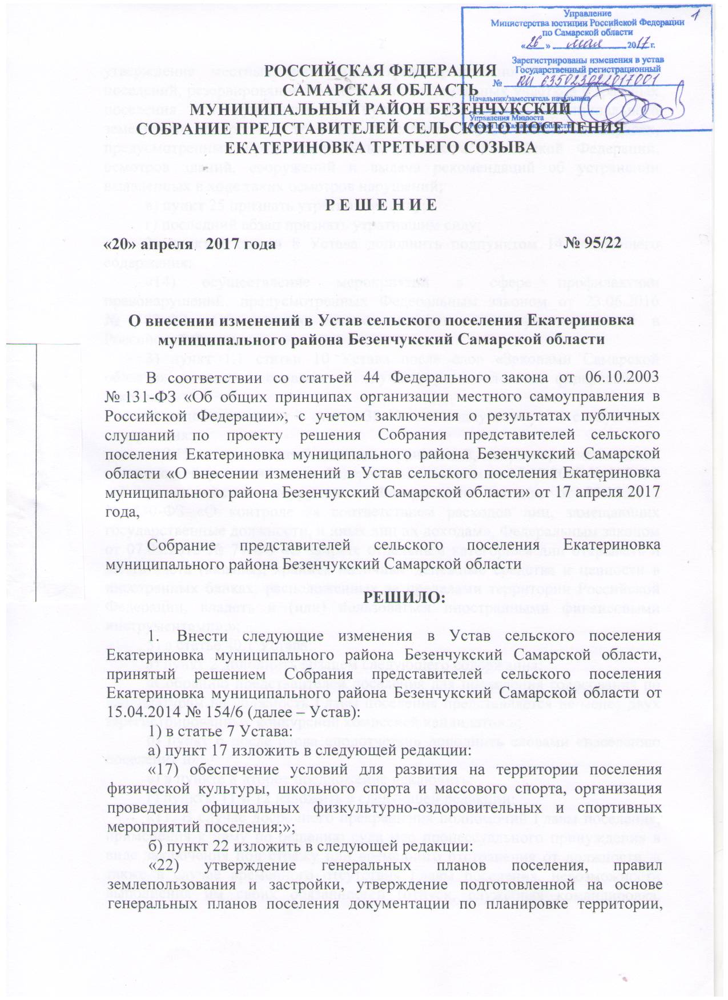 Управление
Министерства юстиции Российской Федерации
по Самарской области
«26» мая 2017 г.
1
Зарегистрированы изменения в устав
Государственный регистрационный
№ RU 635023022017001
Начальник/заместитель начальника
Управления Минюста
России по Самарской области
РОССИЙСКАЯ ФЕДЕРАЦИЯ
САМАРСКАЯ ОБЛАСТЬ
МУНИЦИПАЛЬНЫЙ РАЙОН БЕЗЕНЧУКСКИЙ
СОБРАНИЕ ПРЕДСТАВИТЕЛЕЙ СЕЛЬСКОГО ПОСЕЛЕНИЯ
ЕКАТЕРИНОВКА ТРЕТЬЕГО СОЗЫВА
Р Е Ш Е Н И Е
«20» апреля 2017 года № 95/22
О внесении изменений в Устав сельского поселения Екатериновка
муниципального района Безенчукский Самарской области
В соответствии со статьей 44 Федерального закона от 06.10.2003
№ 131-ФЗ «Об общих принципах организации местного самоуправления в
Российской Федерации», с учетом заключения о результатах публичных
слушаний по проекту решения Собрания представителей сельского
поселения Екатериновка муниципального района Безенчукский Самарской
области «О внесении изменений в Устав сельского поселения Екатериновка
муниципального района Безенчукский Самарской области» от 17 апреля 2017
года,
Собрание представителей сельского поселения Екатериновка
муниципального района Безенчукский Самарской области
РЕШИЛО:
1. Внести следующие изменения в Устав сельского поселения
Екатериновка муниципального района Безенчукский Самарской области,
принятый решением Собрания представителей сельского поселения
Екатериновка муниципального района Безенчукский Самарской области от
15.04.2014 № 154/6 (далее – Устав):
1) в статье 7 Устава:
а) пункт 17 изложить в следующей редакции:
«17) обеспечение условий для развития на территории поселения
физической культуры, школьного спорта и массового спорта, организация
проведения официальных физкультурно-оздоровительных и спортивных
мероприятий поселения;»;
б) пункт 22 изложить в следующей редакции:
«22) утверждение генеральных планов поселения, правил
землепользования и застройки, утверждение подготовленной на основе
генеральных планов поселения документации по планировке территории,